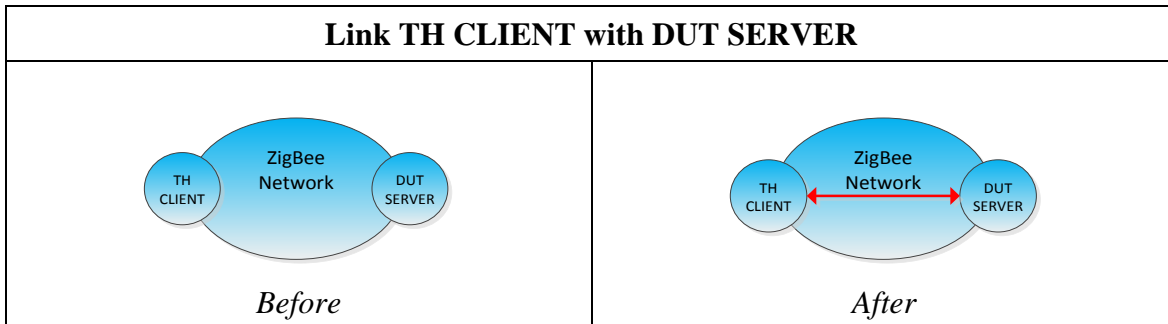 Link TH CLIENT with DUT SERVER
ZigBee
Network
TH
CLIENT
DUT
SERVER
Before
ZigBee
Network
TH
CLIENT
DUT
SERVER
After